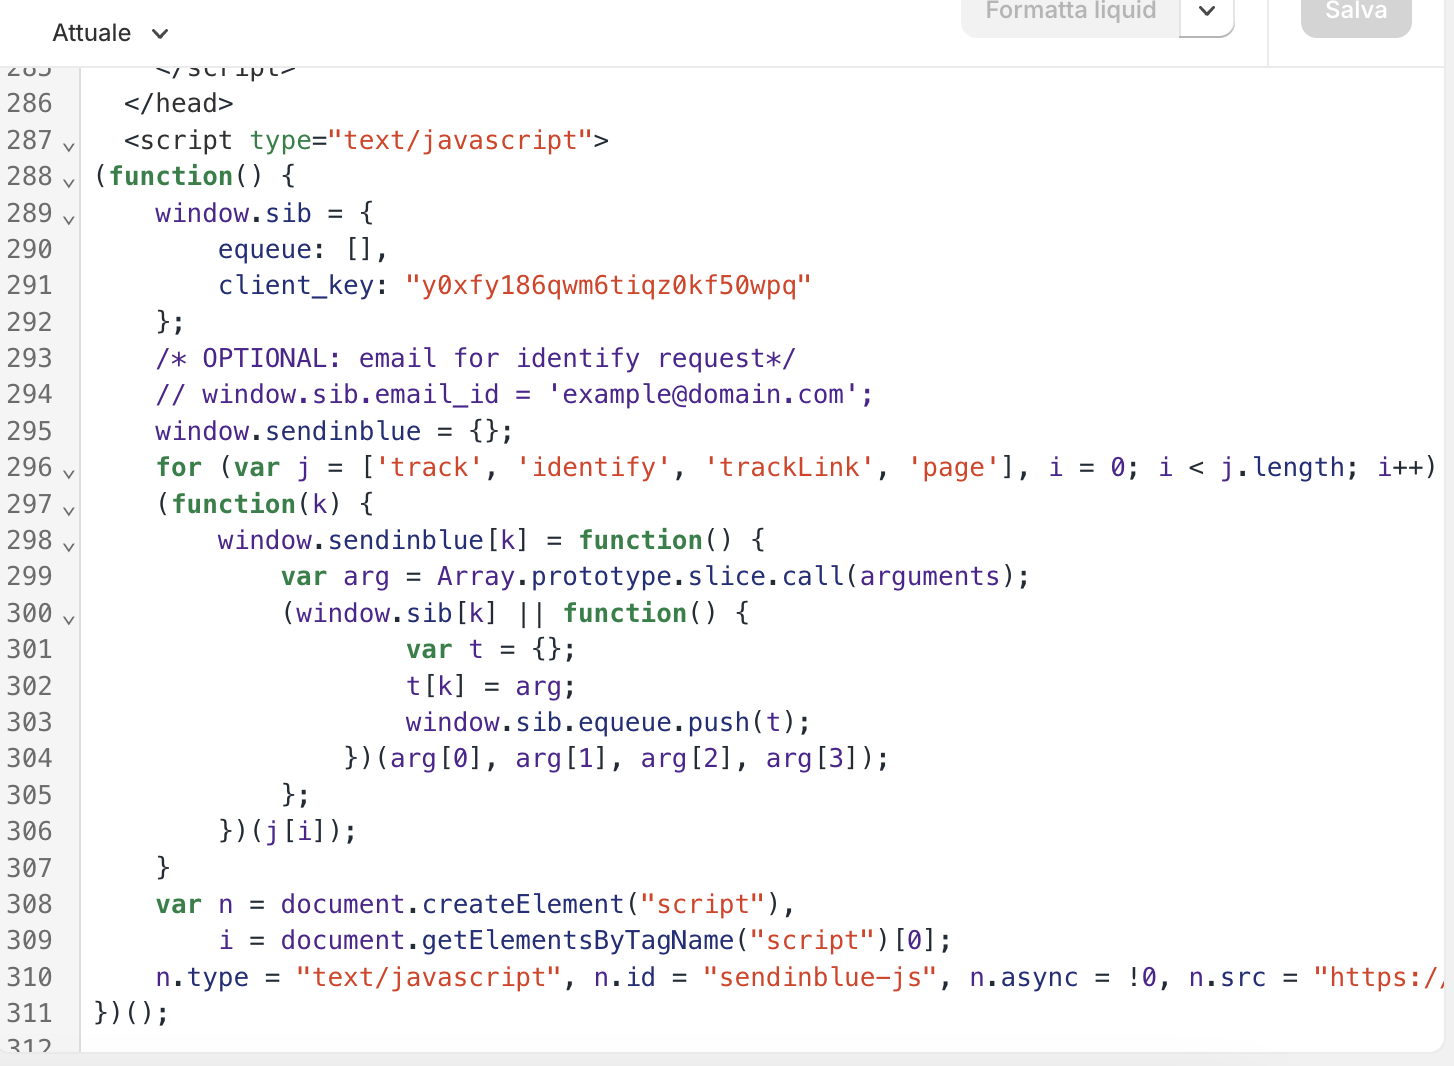 Attuale
Formatta liquid
Salva
285 </script>
286 </head>
287 <script type="text/javascript">
288 (function() {
289 window.sib = {
290 equeue: [],
291 client_key: "y0xfy186qwm6tiqz0kf50wpq"
292 };
293 /* OPTIONAL: email for identify request*/
294 // window.sib.email_id = 'example@domain.com';
295 window.sendinblue = {};
296 for (var j = ['track', 'identify', 'trackLink', 'page'], i = 0; i < j.length; i++)
297 (function(k) {
298 window.sendinblue[k] = function() {
299 var arg = Array.prototype.slice.call(arguments);
300 (window.sib[k] || function() {
301 var t = {};
302 t[k] = arg;
303 window.sib.equeue.push(t);
304 })(arg[0], arg[1], arg[2], arg[3]);
305 };
306 })(j[i]);
307 }
308 var n = document.createElement("script"),
309 i = document.getElementsByTagName("script")[0];
310 n.type = "text/javascript", n.id = "sendinblue-js", n.async = !0, n.src = "https:/
311 })();
312